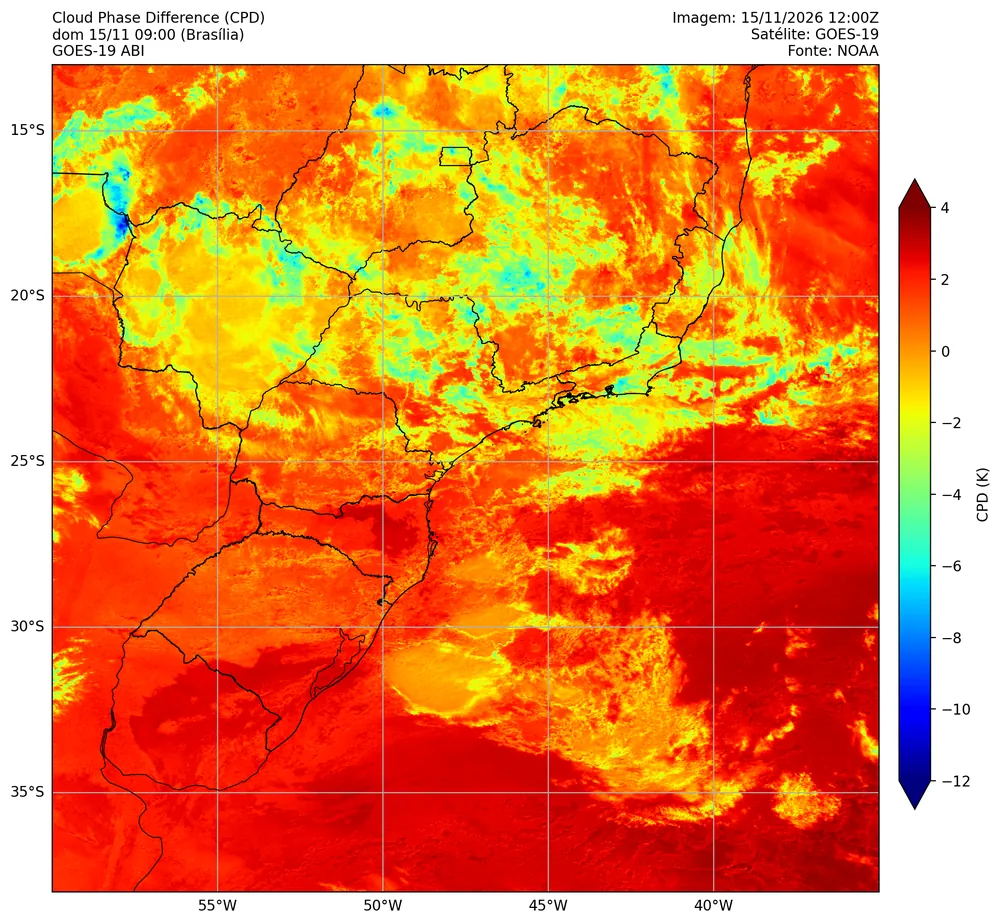 Cloud Phase Difference (CPD)
dom 15/11 09:00 (Brasília)
GOES-19 ABI
Imagem: 15/11/2026 12:00Z
Satélite: GOES-19
Fonte: NOAA
15°S
20°S
25°S
30°S
35°S
55°W
50°W
45°W
40°W
4
2
0
−2
−4
−6
−8
−10
−12
CPD (K)